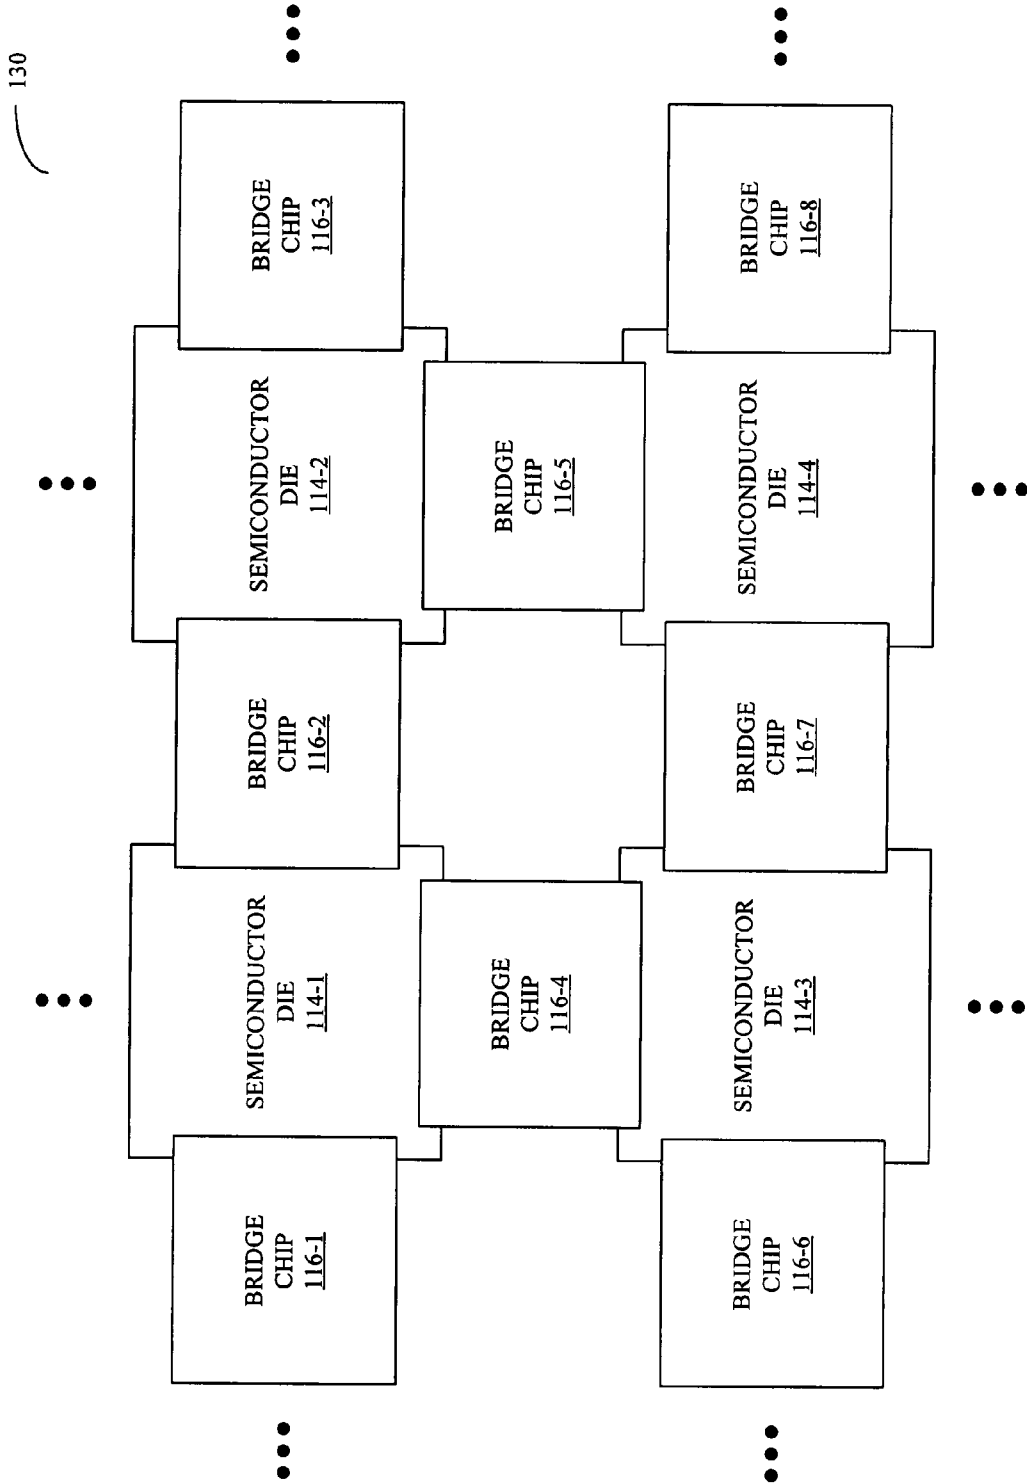 130
BRIDGE
CHIP
116-1
SEMICONDUCTOR
DIE
114-1
BRIDGE
CHIP
116-2
SEMICONDUCTOR
DIE
114-2
BRIDGE
CHIP
116-3
BRIDGE
CHIP
116-4
BRIDGE
CHIP
116-5
BRIDGE
CHIP
116-6
SEMICONDUCTOR
DIE
114-3
BRIDGE
CHIP
116-7
SEMICONDUCTOR
DIE
114-4
BRIDGE
CHIP
116-8